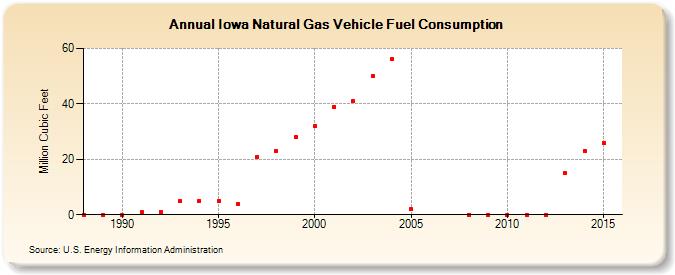 Annual Iowa Natural Gas Vehicle Fuel Consumption
Million Cubic Feet
60
40
20
0
1990 1995 2000 2005 2010 2015
Source: U.S. Energy Information Administration